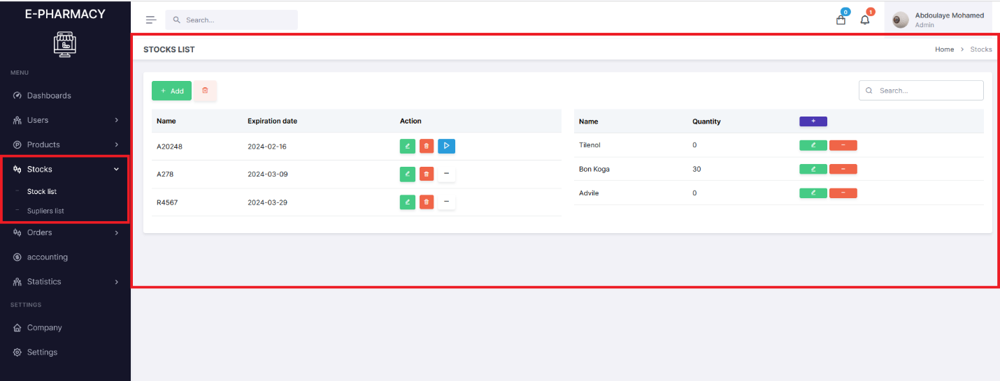 E-PHARMACY
MENU
Dashboards
Users
Products
Stocks
Stock list
Supliers list
Orders
accounting
Statistics
SETTINGS
Company
Settings
Search...
0
1
Abdoulaye Mohamed
Admin
STOCKS LIST
Home > Stocks
+ Add
Search...
Name Expiration date Action
A20248 2024-02-16
A278 2024-03-09 −
R4567 2024-03-29 −
Name Quantity +
Tilenol 0 −
Bon Koga 30 −
Advile 0 −